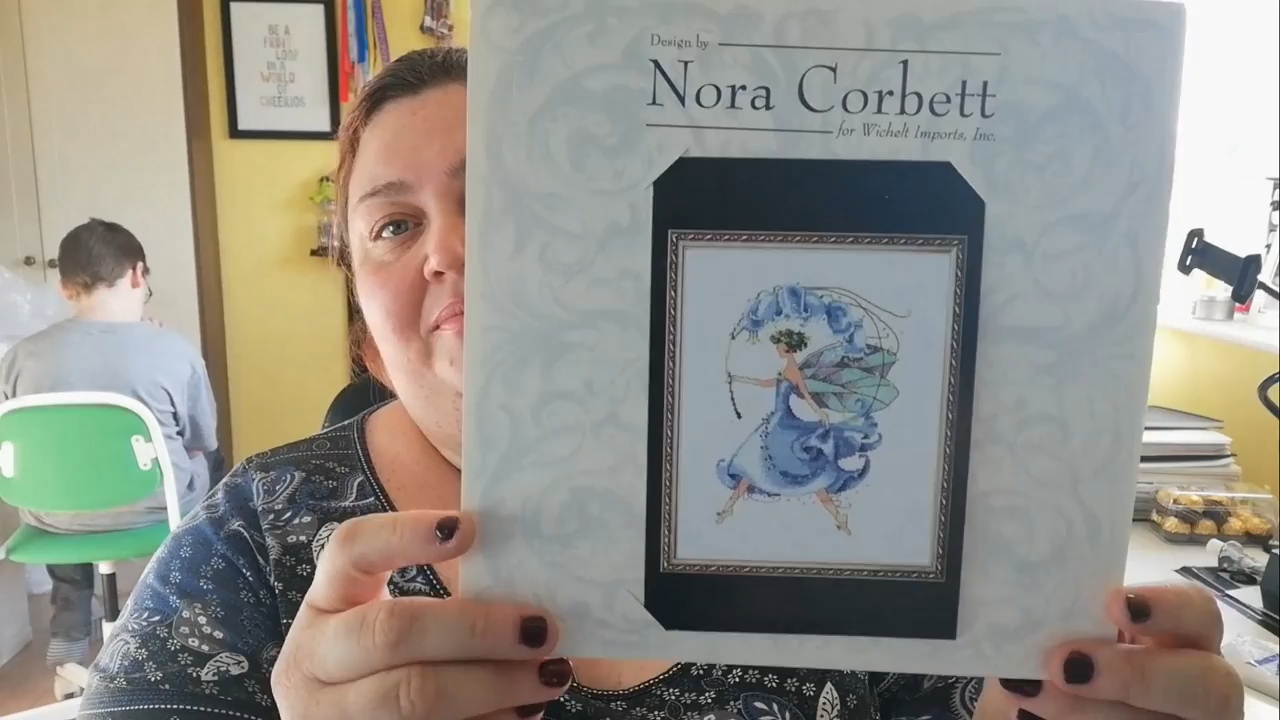 BE A
FRUIT
LOOP
IN A
WORLD
OF
CHEERIOS
Design by
Nora Corbett
for Wichelt Imports, Inc.